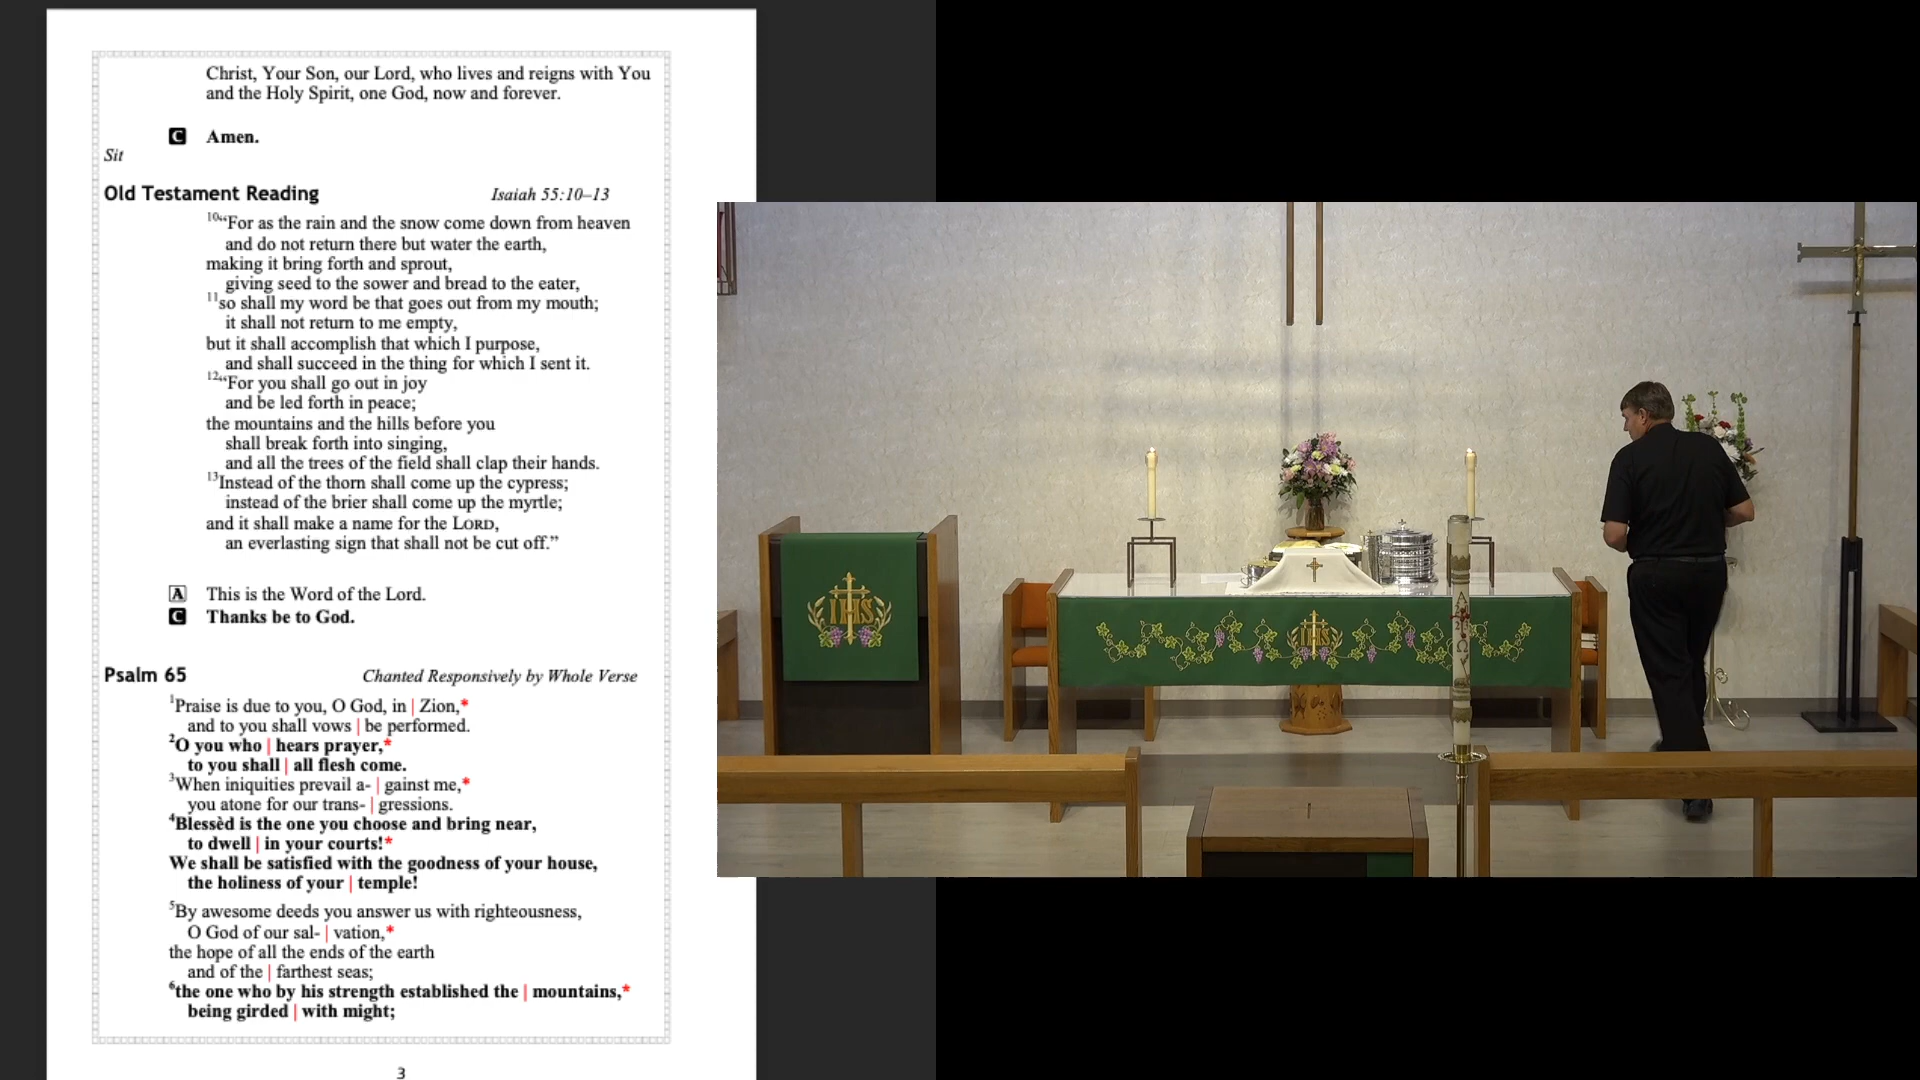 Christ, Your Son, our Lord, who lives and reigns with You
and the Holy Spirit, one God, now and forever.
C Amen.
Sit
Old Testament Reading Isaiah 55:10–13
10“For as the rain and the snow come down from heaven
and do not return there but water the earth,
making it bring forth and sprout,
giving seed to the sower and bread to the eater,
11so shall my word be that goes out from my mouth;
it shall not return to me empty,
but it shall accomplish that which I purpose,
and shall succeed in the thing for which I sent it.
12“For you shall go out in joy
and be led forth in peace;
the mountains and the hills before you
shall break forth into singing,
and all the trees of the field shall clap their hands.
13Instead of the thorn shall come up the cypress;
instead of the brier shall come up the myrtle;
and it shall make a name for the LORD,
an everlasting sign that shall not be cut off.”
A This is the Word of the Lord.
C Thanks be to God.
Psalm 65 Chanted Responsively by Whole Verse
1Praise is due to you, O God, in | Zion,*
and to you shall vows | be performed.
2O you who | hears prayer,*
to you shall | all flesh come.
3When iniquities prevail a- | gainst me,*
you atone for our trans- | gressions.
4Blessèd is the one you choose and bring near,
to dwell | in your courts!*
We shall be satisfied with the goodness of your house,
the holiness of your | temple!
5By awesome deeds you answer us with righteousness,
O God of our sal- | vation,*
the hope of all the ends of the earth
and of the | farthest seas;
6the one who by his strength established the | mountains,*
being girded | with might;
3
IHS
IHS
Α
Ω